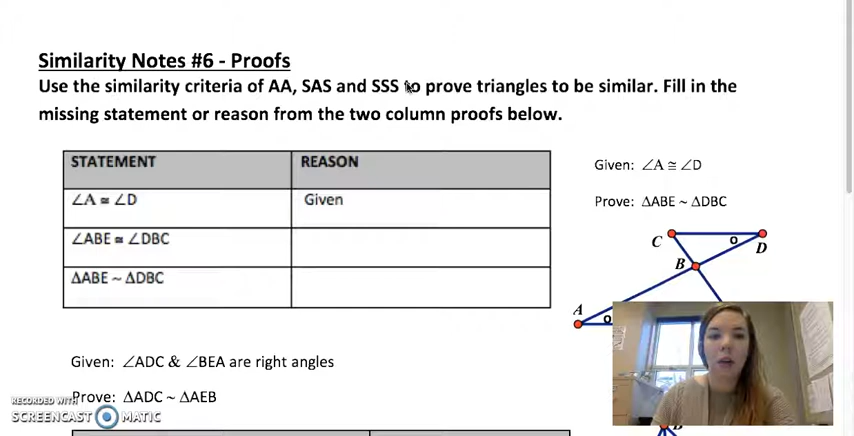 Similarity Notes #6 - Proofs
Use the similarity criteria of AA, SAS and SSS to prove triangles to be similar. Fill in the
missing statement or reason from the two column proofs below.
STATEMENT REASON
∠A ≅ ∠D Given
∠ABE ≅ ∠DBC
ΔABE ~ ΔDBC
Given: ∠A ≅ ∠D
Prove: ΔABE ~ ΔDBC
C
D
B
A
Given: ∠ADC & ∠BEA are right angles
Prove: ΔADC ~ ΔAEB
RECORDED WITH
SCREENCAST MATIC
B